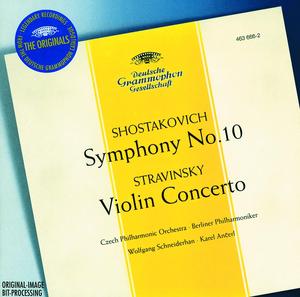 LEGENDARY RECORDINGS
THE ORIGINALS
463 666-2
Deutsche
Grammophon
Gesellschaft
SHOSTAKOVICH
Symphony No.10
STRAVINSKY
Violin Concerto
Czech Philharmonic Orchestra · Berliner Philharmoniker
Wolfgang Schneiderhan · Karel Ančerl
ORIGINAL-IMAGE
BIT-PROCESSING